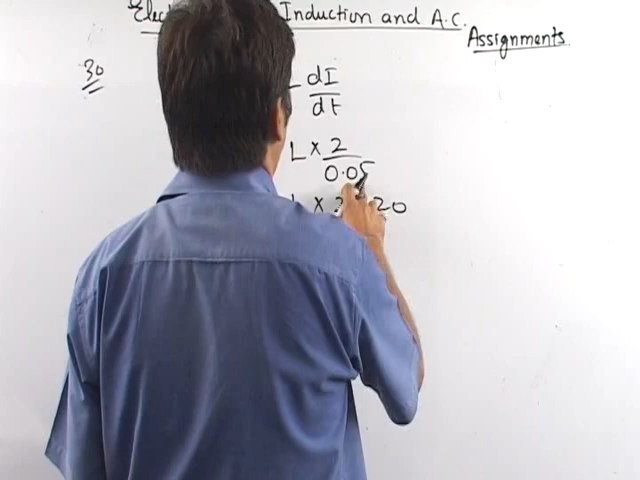 Induction and A.C.
Assignments
30
dI
dt
L × 2
0.05
× 20